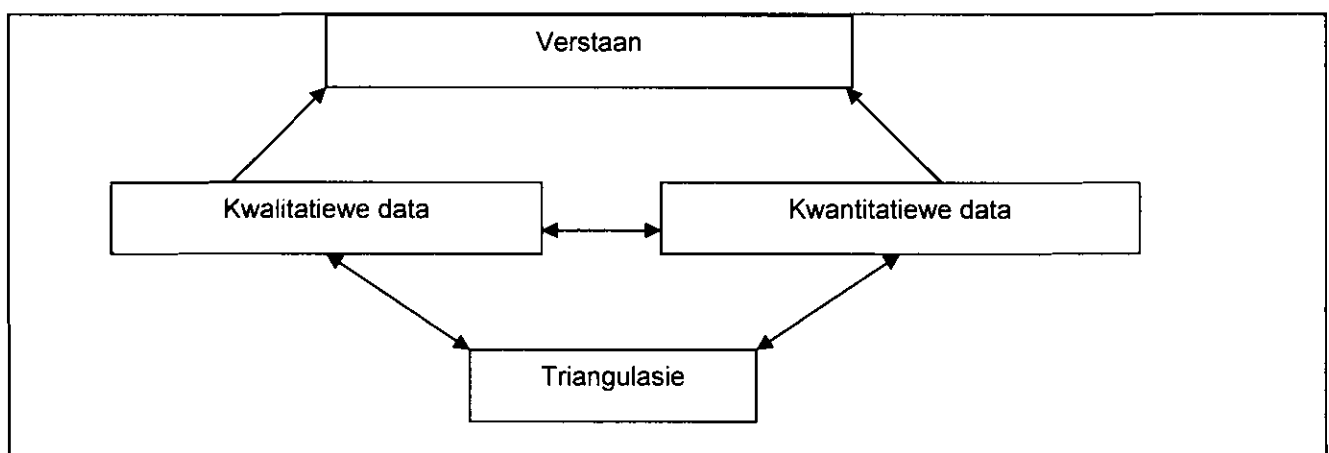 Verstaan
Kwalitatiewe data
Kwantitatiewe data
Triangulasie